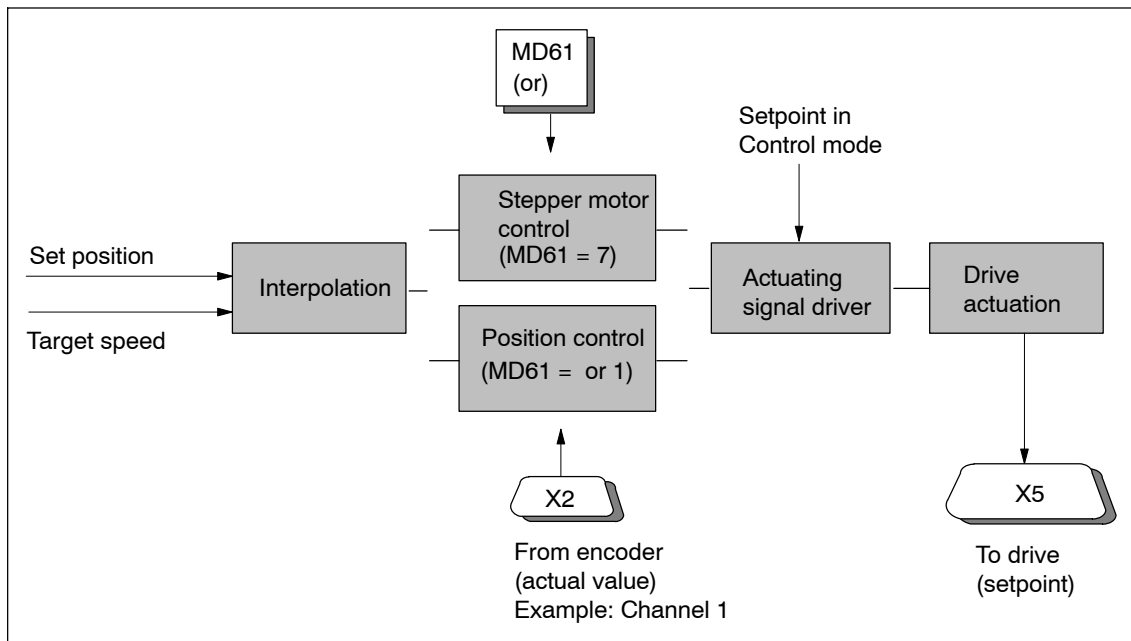 MD61
(or)
Setpoint in
Control mode
Stepper motor
control
(MD61 = 7)
Set position
Interpolation
Target speed
Position control
(MD61 =  or 1)
Actuating
signal driver
Drive
actuation
X2
X5
From encoder
(actual value)
Example: Channel 1
To drive
(setpoint)